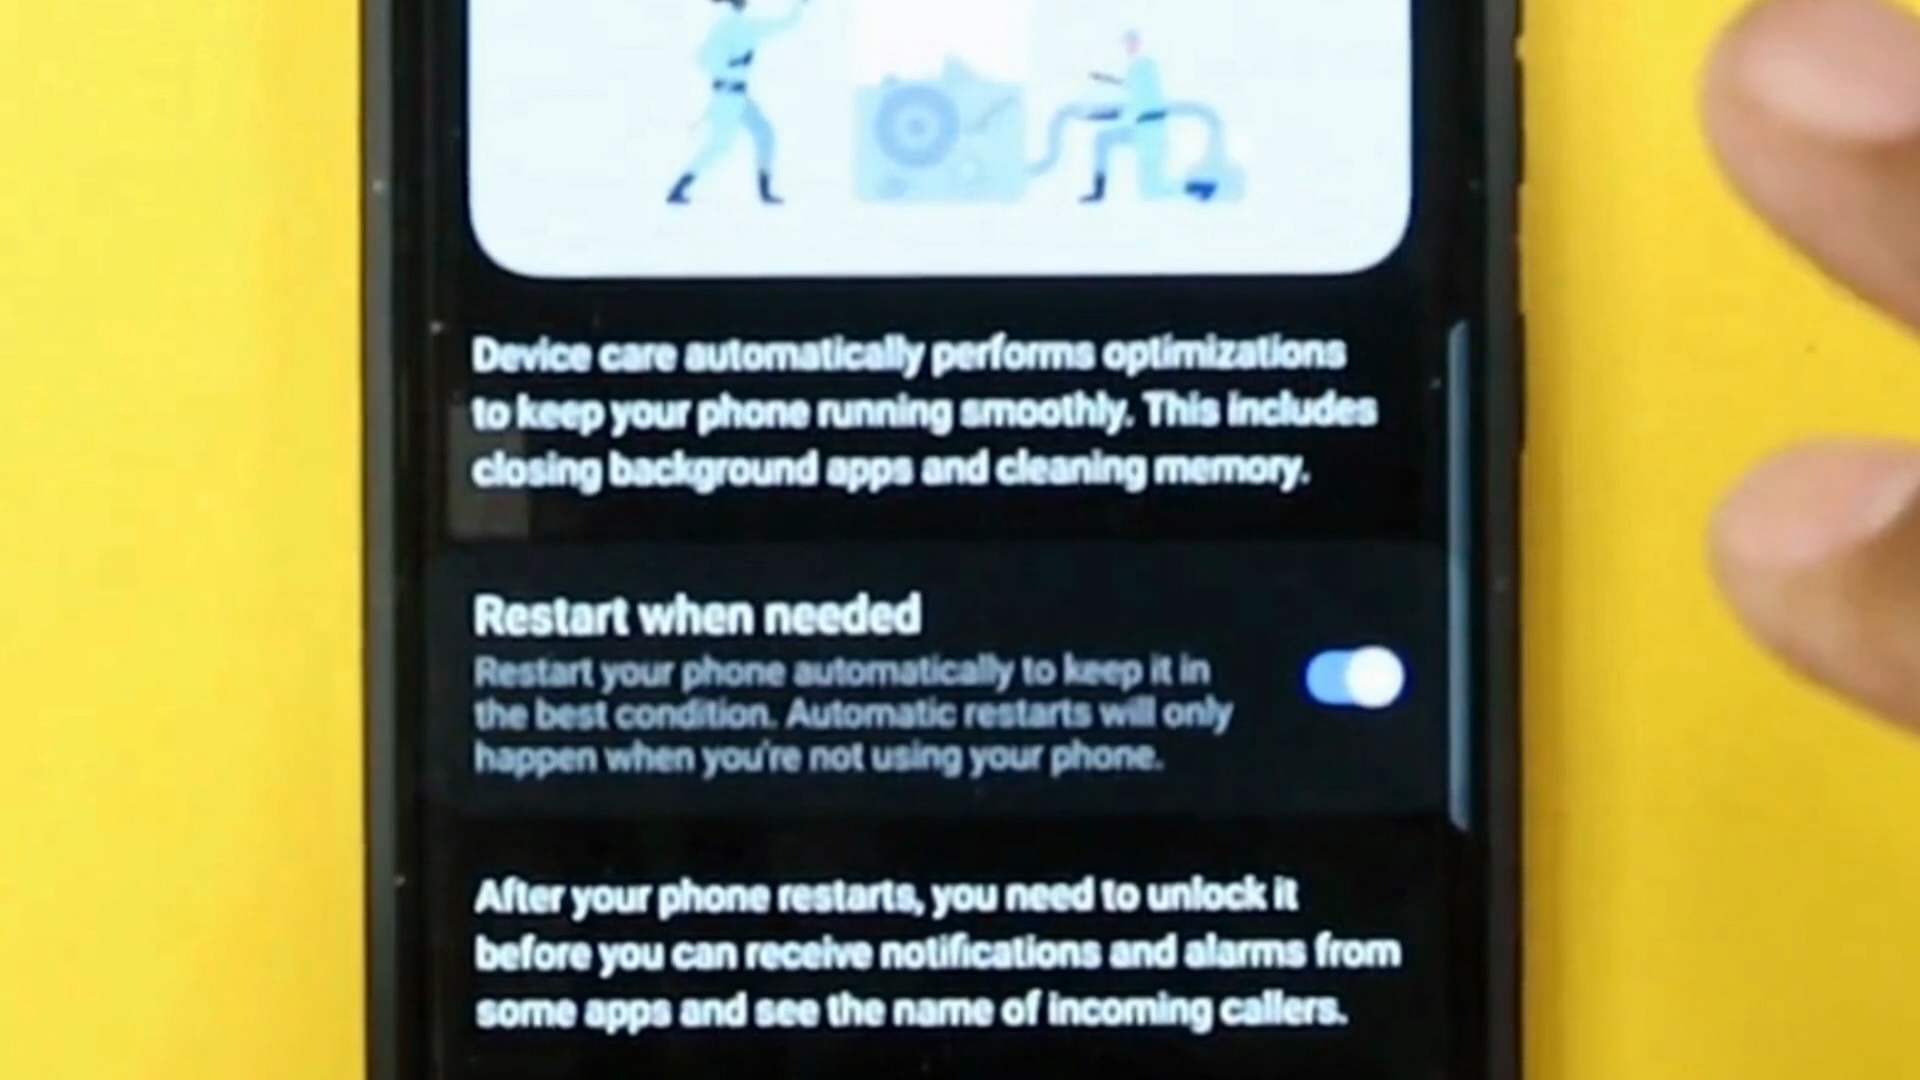 Device care automatically performs optimizations
to keep your phone running smoothly. This includes
closing background apps and cleaning memory.
Restart when needed
Restart your phone automatically to keep it in
the best condition. Automatic restarts will only
happen when you're not using your phone.
After your phone restarts, you need to unlock it
before you can receive notifications and alarms from
some apps and see the name of incoming callers.